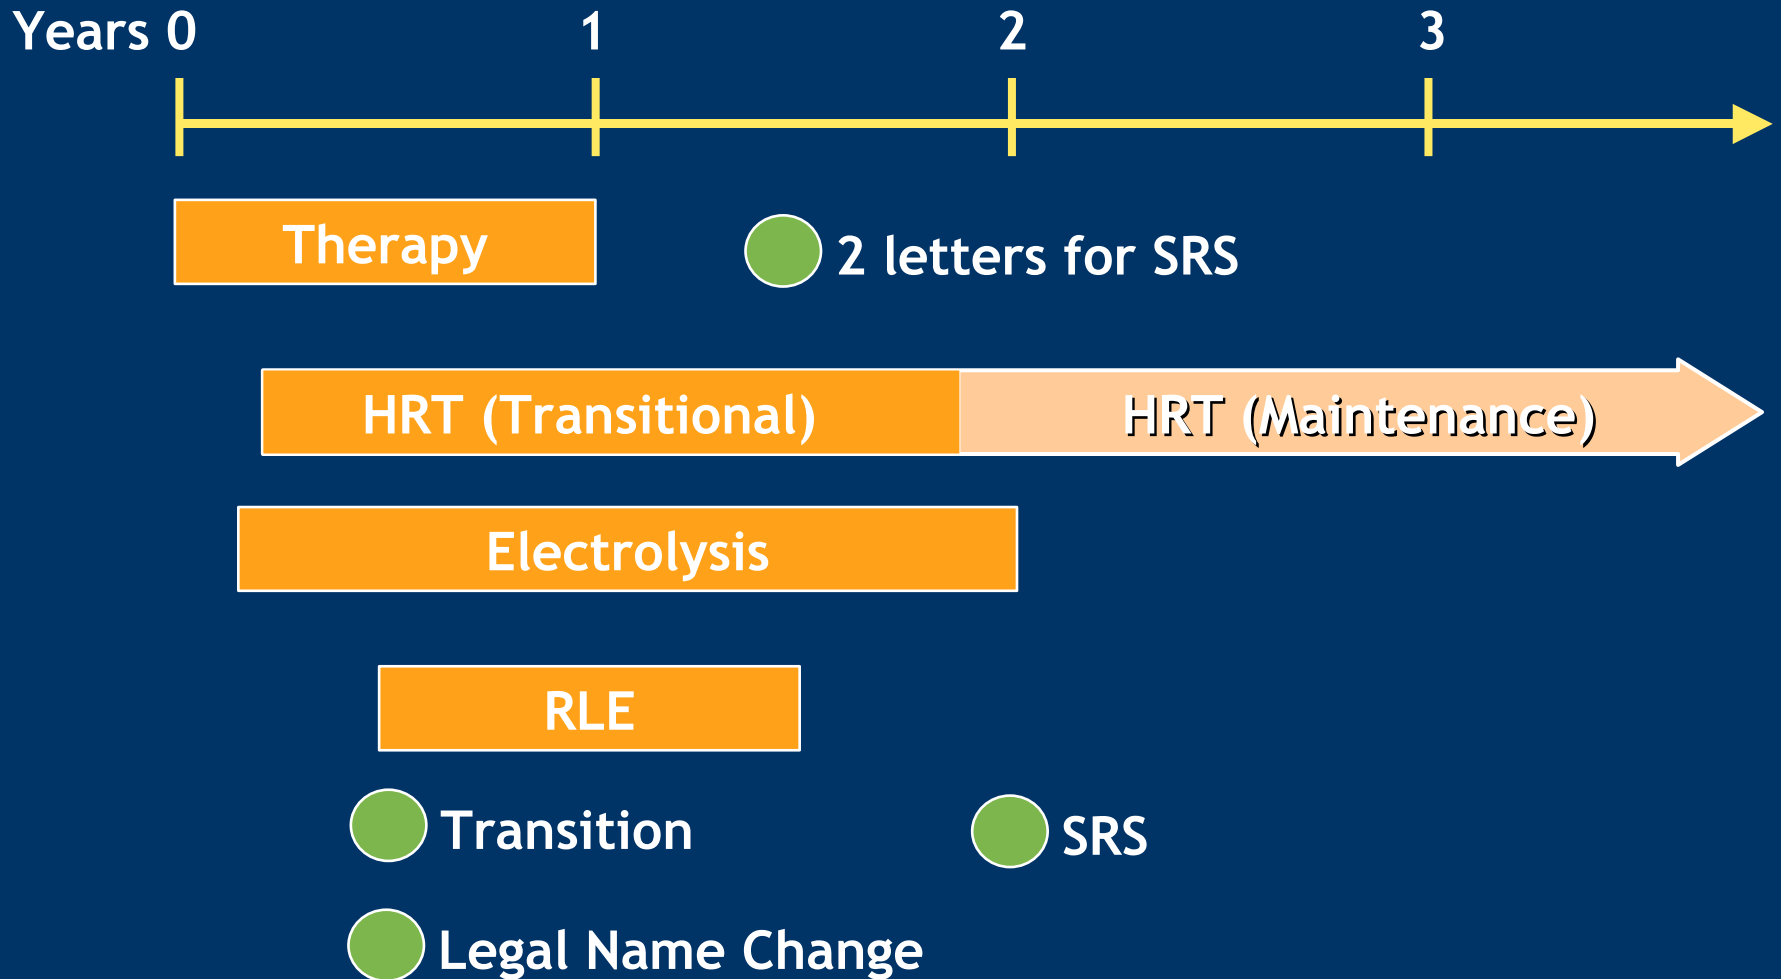 Years 0 1 2 3
Therapy
2 letters for SRS
HRT (Transitional)
HRT (Maintenance)
Electrolysis
RLE
Transition
SRS
Legal Name Change